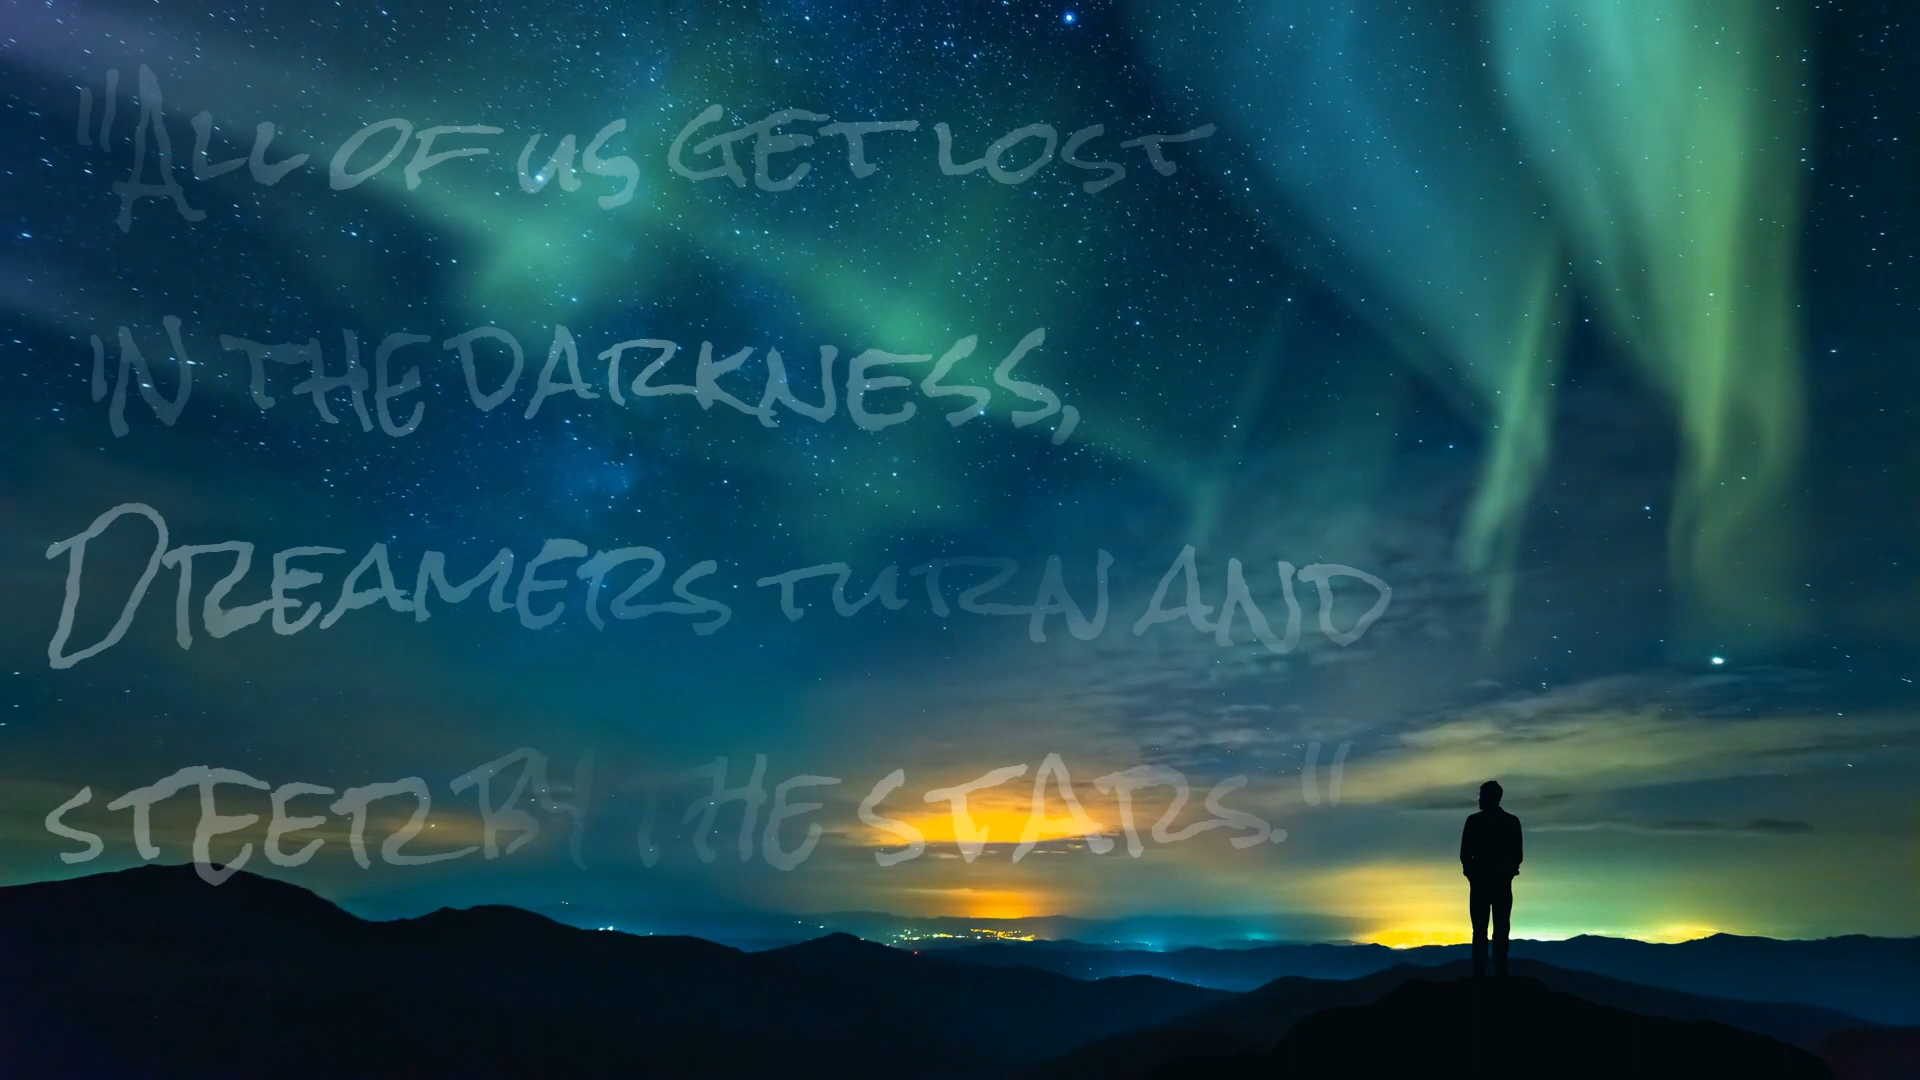 "All of us get lost
in the darkness,
Dreamers turn and
steer by the stars."